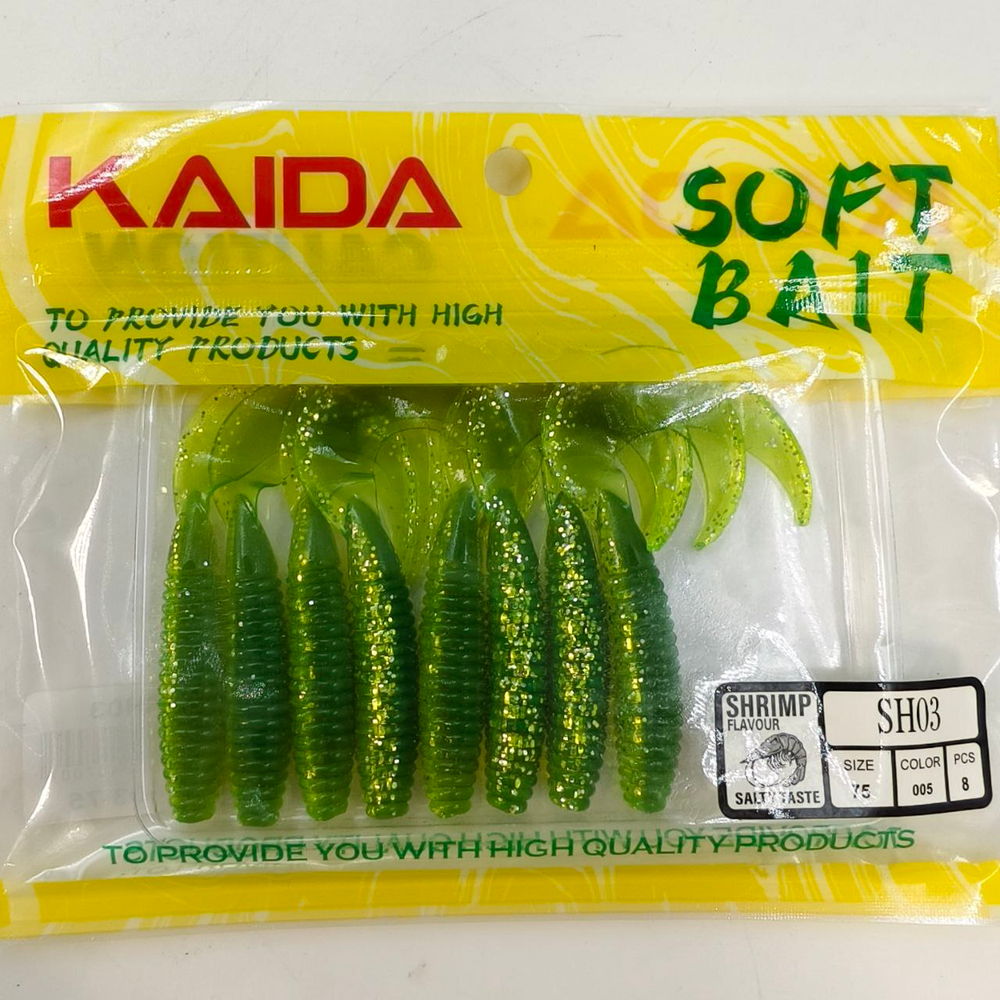 KAIDA
SOFT
BAIT
TO PROVIDE YOU WITH HIGH
QUALITY PRODUCTS
SHRIMP
FLAVOUR
SALTY TASTE
SH03
SIZE
75
COLOR
005
PCS
8
TO PROVIDE YOU WITH HIGH QUALITY PRODUCTS